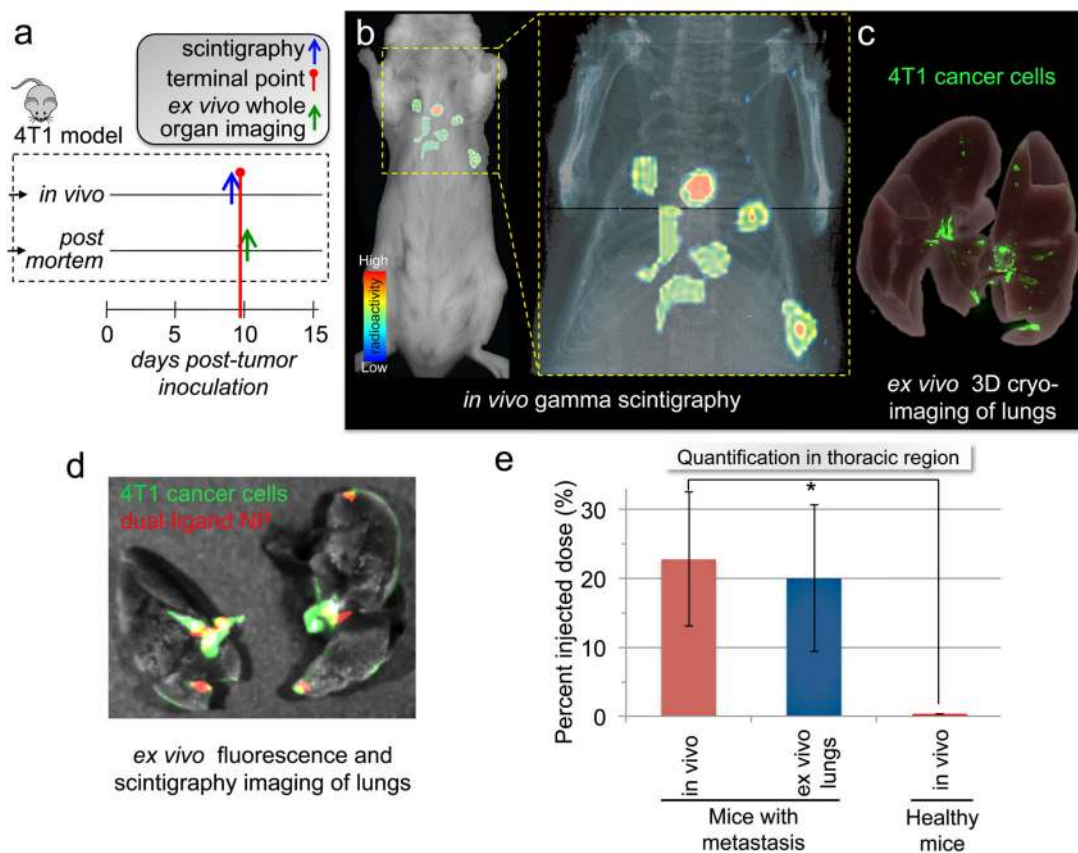 a
scintigraphy
terminal point
ex vivo whole
organ imaging
4T1 model
in vivo
post
mortem
0 5 10 15
days post-tumor
inoculation
b
High
radioactivity
Low
in vivo gamma scintigraphy
c
4T1 cancer cells
ex vivo 3D cryo-
imaging of lungs
d
4T1 cancer cells
dual-ligand NP
ex vivo fluorescence and
scintigraphy imaging of lungs
e
Quantification in thoracic region
*
Percent injected dose (%)
30
20
10
0
in vivo
ex vivo
lungs
in vivo
Mice with
metastasis
Healthy
mice